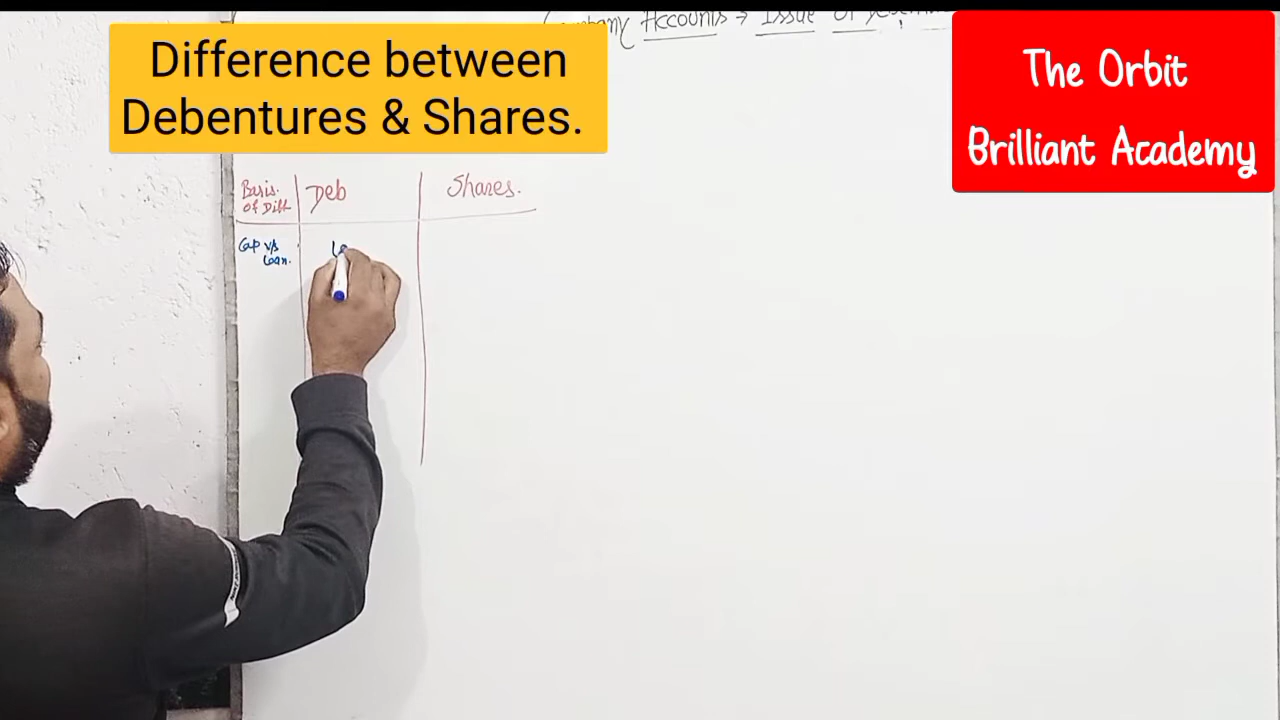 Company Accounts → Issue of
Difference between
Debentures & Shares.
The Orbit
Brilliant Academy
Basis.
Of Diff
Deb
Shares.
Cap v/s
Loan.
Lo